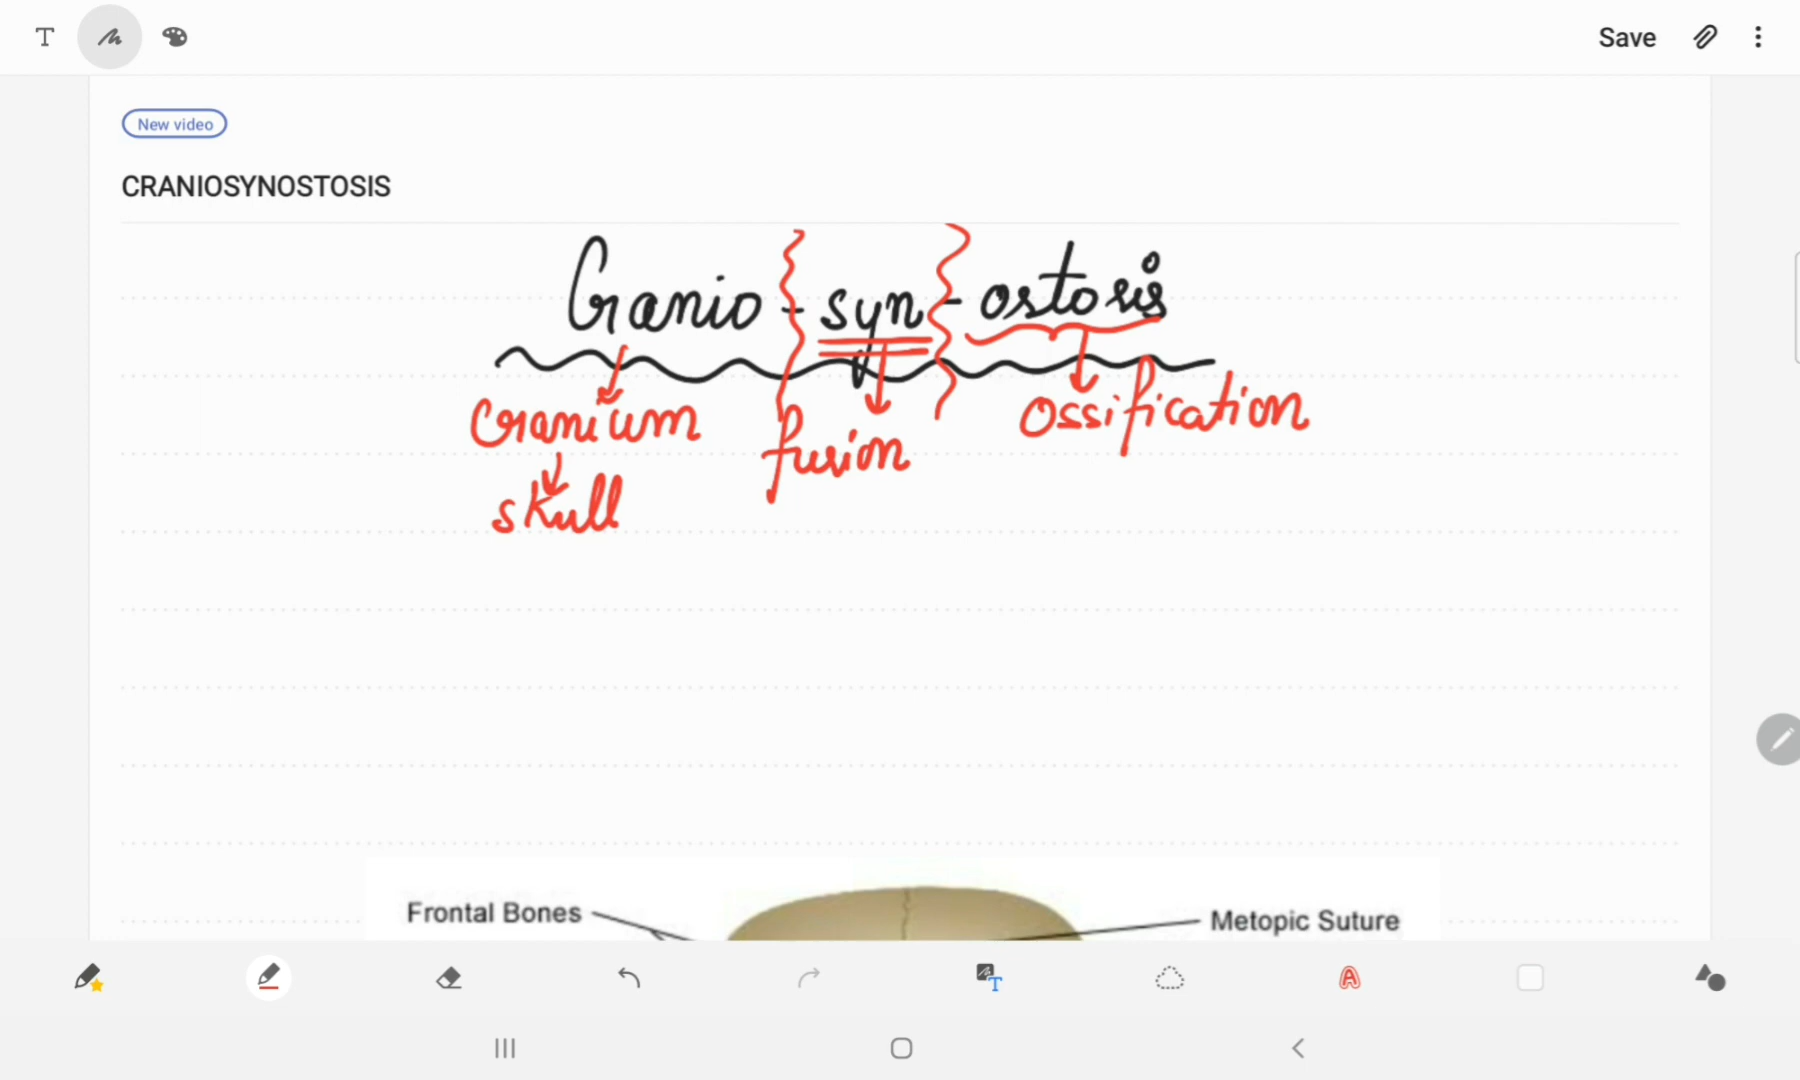 T
Save
New video
CRANIOSYNOSTOSIS
Cranio - syn - ostosis
Cranium
fusion
Ossification
skull
Frontal Bones
Metopic Suture
T
A